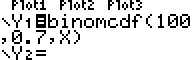 Plot1 Plot2 Plot3
\Y₁=binomcdf(100
,0.7,X)
\Y₂=